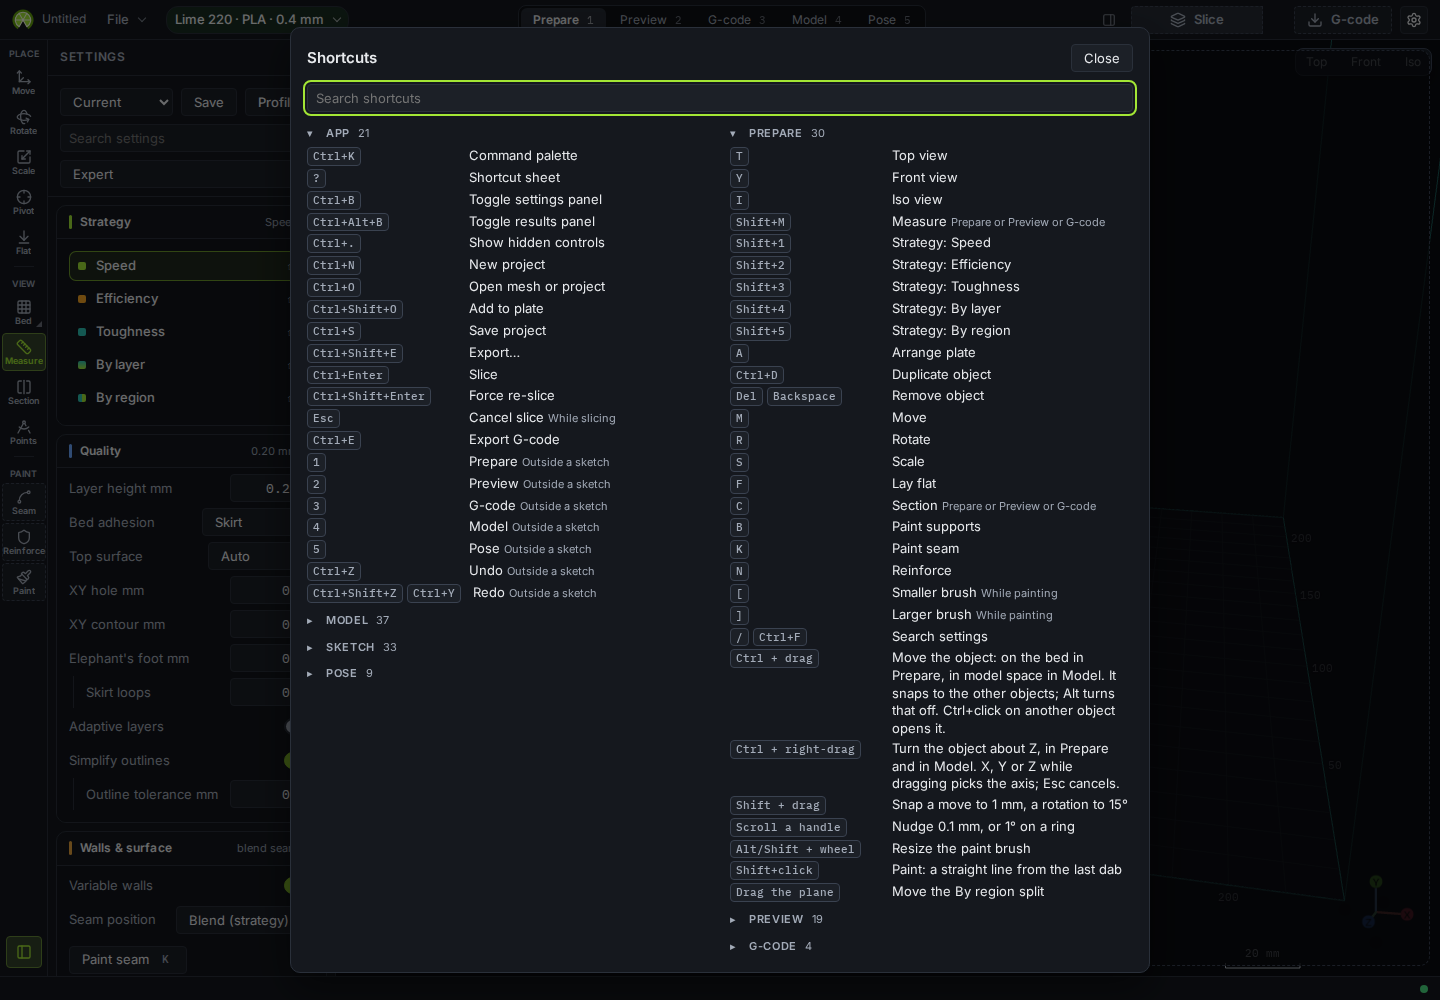 Untitled
File
Lime 220 · PLA · 0.4 mm
Prepare 1
Preview 2
G-code 3
Model 4
Pose 5
Slice
G-code
PLACE
Move
Rotate
Scale
Pivot
Flat
VIEW
Bed
Measure
Section
Points
PAINT
Seam
Reinforce
Paint
SETTINGS
Current
Save
Search settings
Expert
Strategy
Speed
Efficiency
Toughness
By layer
By region
Quality
Layer height mm
Bed adhesion Skirt
Top surface Auto
XY hole mm
XY contour mm
Elephant's foot mm
Skirt loops
Adaptive layers
Simplify outlines
Outline tolerance mm
Walls & surface
Variable walls
Seam position Blend (strategy)
Paint seam K
Shortcuts
Close
Search shortcuts
▾ APP 21
Ctrl+K Command palette
? Shortcut sheet
Ctrl+B Toggle settings panel
Ctrl+Alt+B Toggle results panel
Ctrl+. Show hidden controls
Ctrl+N New project
Ctrl+O Open mesh or project
Ctrl+Shift+O Add to plate
Ctrl+S Save project
Ctrl+Shift+E Export…
Ctrl+Enter Slice
Ctrl+Shift+Enter Force re-slice
Esc Cancel slice While slicing
Ctrl+E Export G-code
1 Prepare Outside a sketch
2 Preview Outside a sketch
3 G-code Outside a sketch
4 Model Outside a sketch
5 Pose Outside a sketch
Ctrl+Z Undo Outside a sketch
Ctrl+Shift+Z Ctrl+Y Redo Outside a sketch
▸ MODEL 37
▸ SKETCH 33
▸ POSE 9
▾ PREPARE 30
T Top view
Y Front view
I Iso view
Shift+M Measure Prepare or Preview or G-code
Shift+1 Strategy: Speed
Shift+2 Strategy: Efficiency
Shift+3 Strategy: Toughness
Shift+4 Strategy: By layer
Shift+5 Strategy: By region
A Arrange plate
Ctrl+D Duplicate object
Del Backspace Remove object
M Move
R Rotate
S Scale
F Lay flat
C Section Prepare or Preview or G-code
B Paint supports
K Paint seam
N Reinforce
[ Smaller brush While painting
] Larger brush While painting
/ Ctrl+F Search settings
Ctrl + drag Move the object: on the bed in
Prepare, in model space in Model. It
snaps to the other objects; Alt turns
that off. Ctrl+click on another object
opens it.
Ctrl + right-drag Turn the object about Z, in Prepare
and in Model. X, Y or Z while
dragging picks the axis; Esc cancels.
Shift + drag Snap a move to 1 mm, a rotation to 15°
Scroll a handle Nudge 0.1 mm, or 1° on a ring
Alt/Shift + wheel Resize the paint brush
Shift+click Paint: a straight line from the last dab
Drag the plane Move the By region split
▸ PREVIEW 19
▸ G-CODE 4
Top
Front
Iso
200
150
100
50
200
20 mm